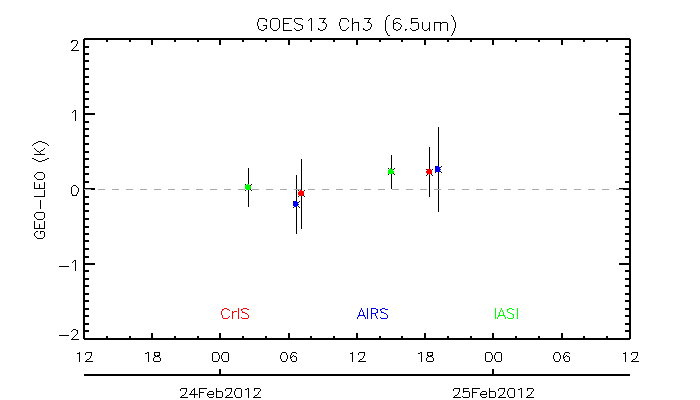 GOES13 Ch3 (6.5um)
2
1
0
-1
-2
GEO-LEO (K)
CrIS AIRS IASI
12 18 00 06 12 18 00 06 12
24Feb2012 25Feb2012